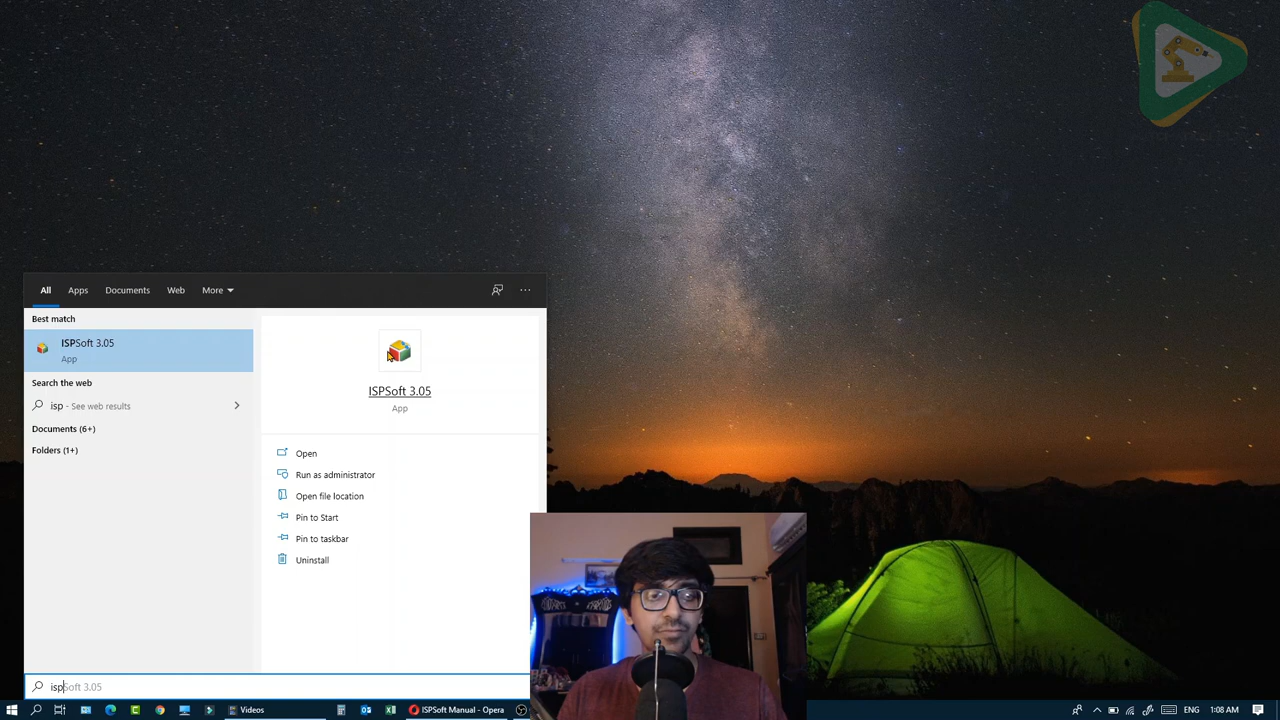 All Apps Documents Web More
Best match
ISPSoft 3.05
App
Search the web
isp - See web results
Documents (6+)
Folders (1+)
ISPSoft 3.05
App
Open
Run as administrator
Open file location
Pin to Start
Pin to taskbar
Uninstall
ispSoft 3.05
Videos
ISPSoft Manual - Opera
ENG
1:08 AM